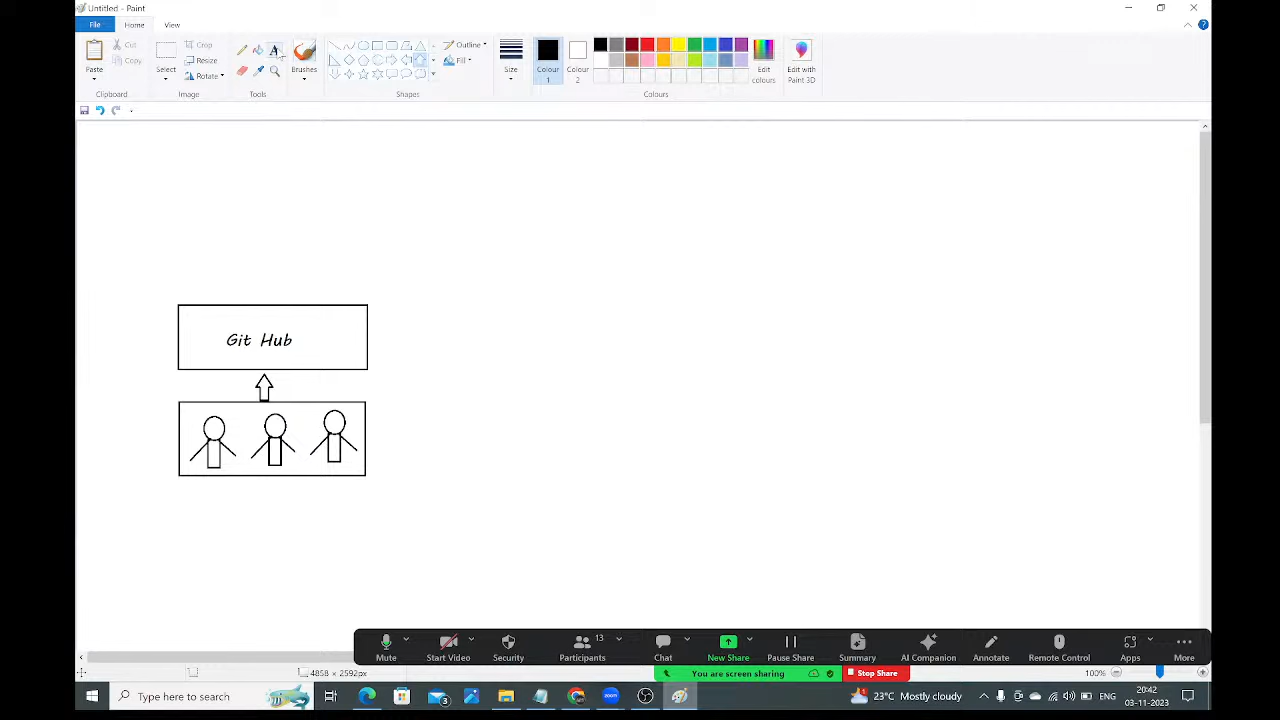 Untitled - Paint
File
Home
View
Paste
Cut
Copy
Clipboard
Select
Crop
Resize
Rotate
Image
A
Tools
Brushes
Outline
Fill
Shapes
Size
Colour
1
Colour
2
Edit
colours
Colours
Edit with
Paint 3D
Git Hub
Mute
Start Video
Security
13
Participants
Chat
New Share
Pause Share
Summary
AI Companion
Annotate
Remote Control
Apps
More
You are screen sharing
Stop Share
4858 × 2592px
100%
Type here to search
3
zoom
1
23°C Mostly cloudy
ENG
20:42
03-11-2023